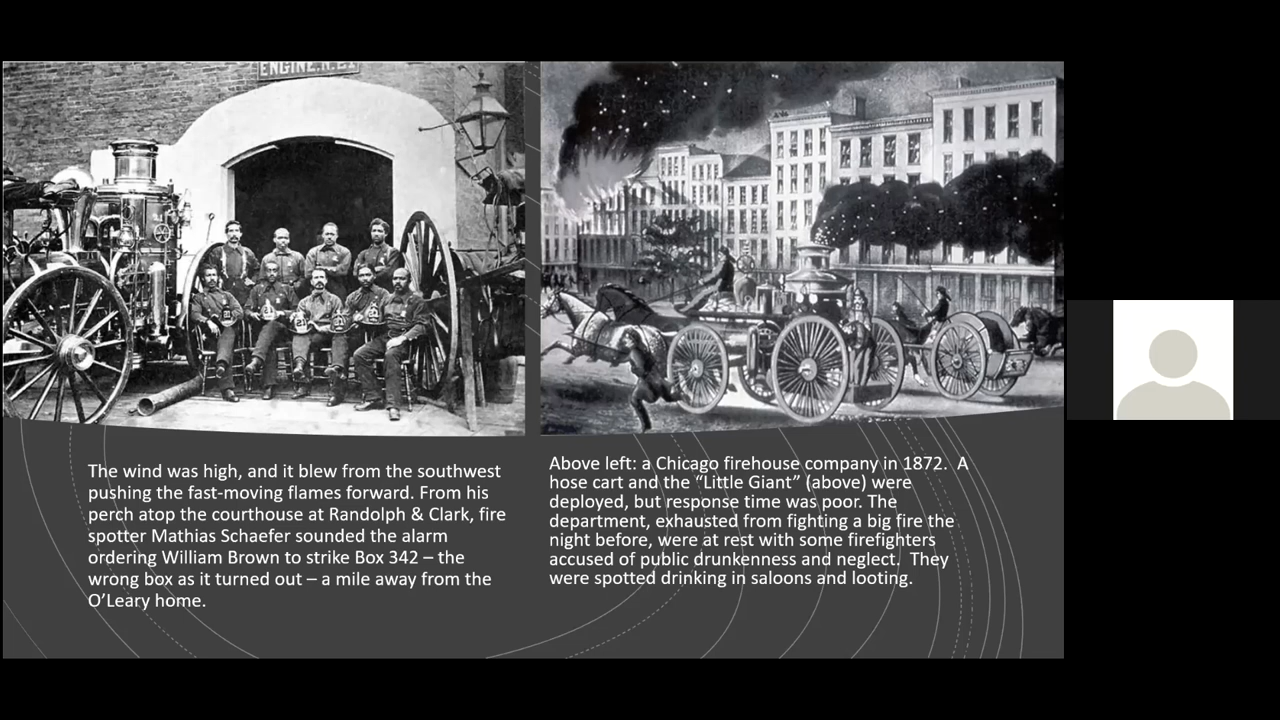 The wind was high, and it blew from the southwest
pushing the fast-moving flames forward. From his
perch atop the courthouse at Randolph & Clark, fire
spotter Mathias Schaefer sounded the alarm
ordering William Brown to strike Box 342 – the
wrong box as it turned out – a mile away from the
O’Leary home.
Above left: a Chicago firehouse company in 1872.  A
hose cart and the “Little Giant” (above) were
deployed, but response time was poor. The
department, exhausted from fighting a big fire the
night before, were at rest with some firefighters
accused of public drunkenness and neglect.  They
were spotted drinking in saloons and looting.